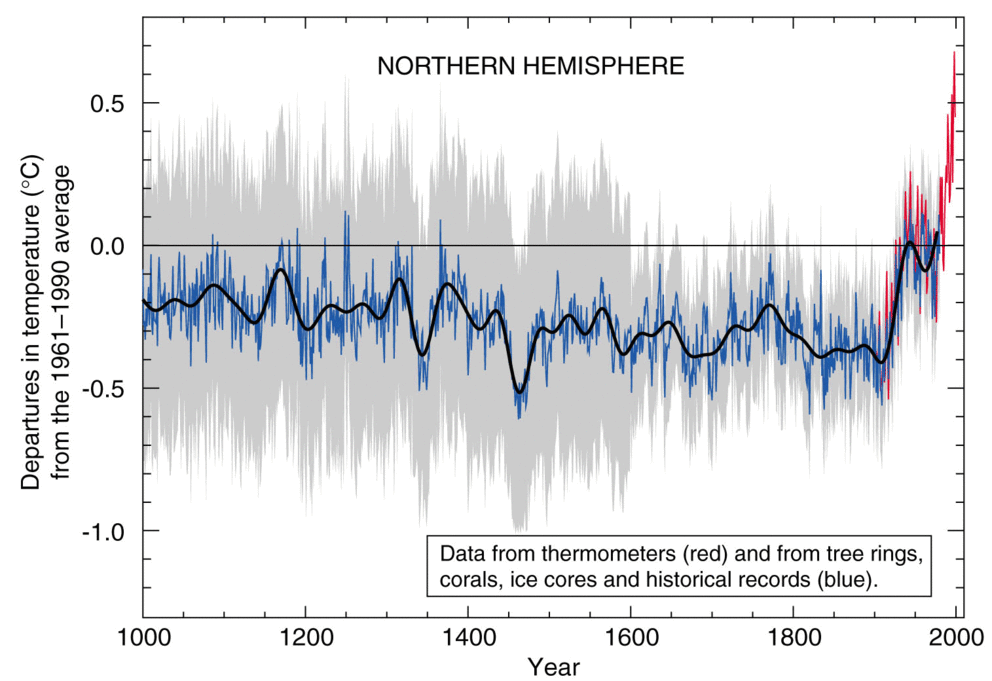 NORTHERN HEMISPHERE
Departures in temperature (°C)
from the 1961–1990 average
0.5
0.0
-0.5
-1.0
Data from thermometers (red) and from tree rings,
corals, ice cores and historical records (blue).
1000 1200 1400 1600 1800 2000
Year